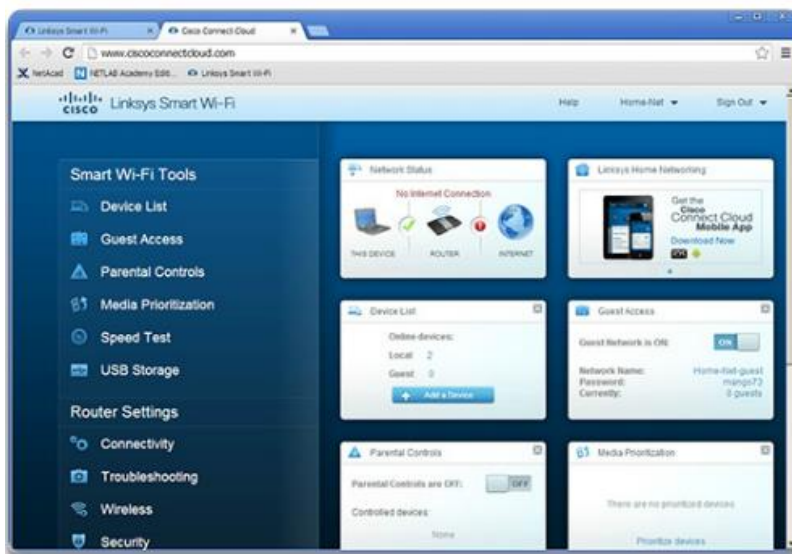 Linksys Smart Wi-Fi
Cisco Connect Cloud
www.ciscoconnectcloud.com
NetAcad
NETLAB Academy Edit...
Linksys Smart Wi-Fi
CISCO
Linksys Smart Wi-Fi
Help
Home-Net
Sign Out
Smart Wi-Fi Tools
Device List
Guest Access
Parental Controls
Media Prioritization
Speed Test
USB Storage
Router Settings
Connectivity
Troubleshooting
Wireless
Security
Network Status
No Internet Connection
THIS DEVICE
ROUTER
INTERNET
Linksys Home Networking
Get the
Cisco
Connect Cloud
Mobile App
Download Now
Device List
Online devices:
Local: 2
Guest: 0
+ Add a Device
Guest Access
Guest Network is ON:
ON
Network Name: Home-Net-guest
Password: mango73
Currently: 0 guests
Parental Controls
Parental Controls are OFF:
OFF
Controlled devices
None
Media Prioritization
There are no prioritized devices
Prioritize devices